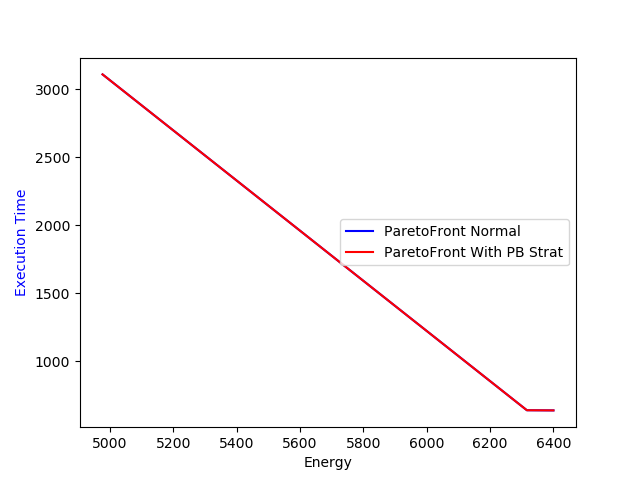 3000
2500
2000
1500
1000
Execution Time
ParetoFront Normal
ParetoFront With PB Strat
5000 5200 5400 5600 5800 6000 6200 6400
Energy